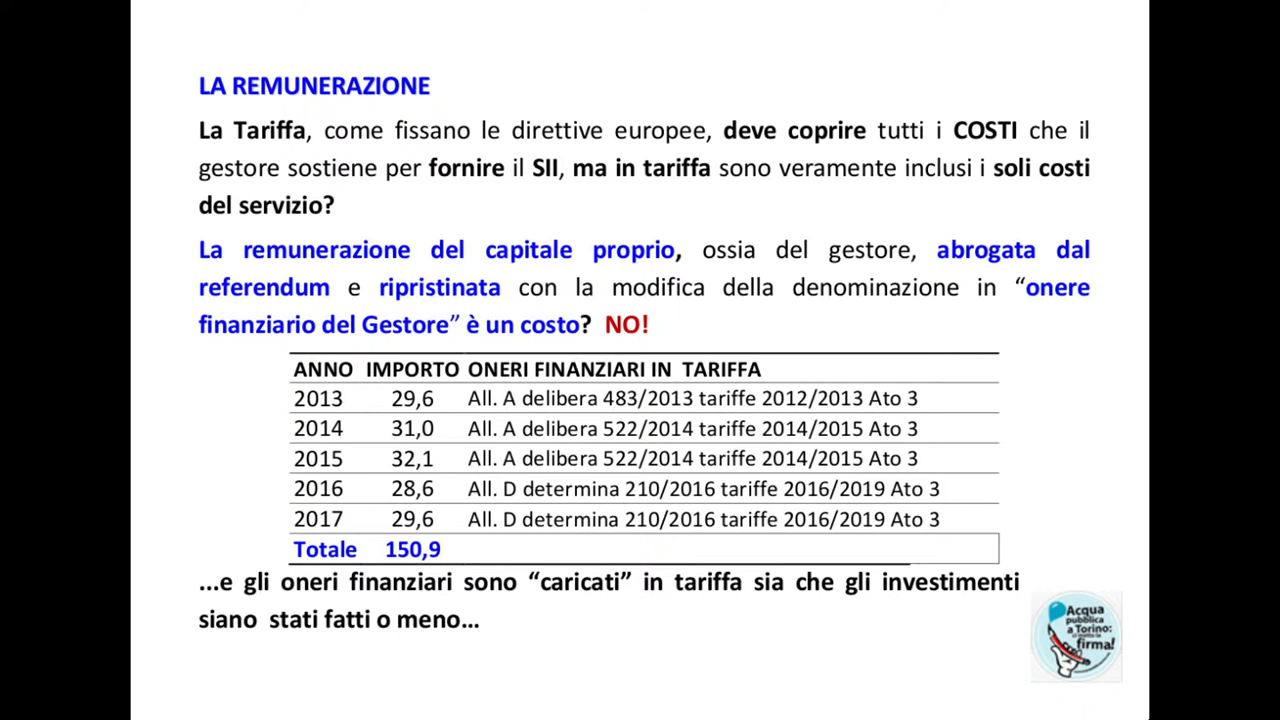 LA REMUNERAZIONE
La Tariffa, come fissano le direttive europee, deve coprire tutti i COSTI che il
gestore sostiene per fornire il SII, ma in tariffa sono veramente inclusi i soli costi
del servizio?
La remunerazione del capitale proprio, ossia del gestore, abrogata dal
referendum e ripristinata con la modifica della denominazione in “onere
finanziario del Gestore” è un costo? NO!
ANNO IMPORTO ONERI FINANZIARI IN TARIFFA
2013 29,6 All. A delibera 483/2013 tariffe 2012/2013 Ato 3
2014 31,0 All. A delibera 522/2014 tariffe 2014/2015 Ato 3
2015 32,1 All. A delibera 522/2014 tariffe 2014/2015 Ato 3
2016 28,6 All. D determina 210/2016 tariffe 2016/2019 Ato 3
2017 29,6 All. D determina 210/2016 tariffe 2016/2019 Ato 3
Totale 150,9
...e gli oneri finanziari sono “caricati” in tariffa sia che gli investimenti
siano stati fatti o meno…
Acqua
pubblica
a Torino:
ci metto la
firma!